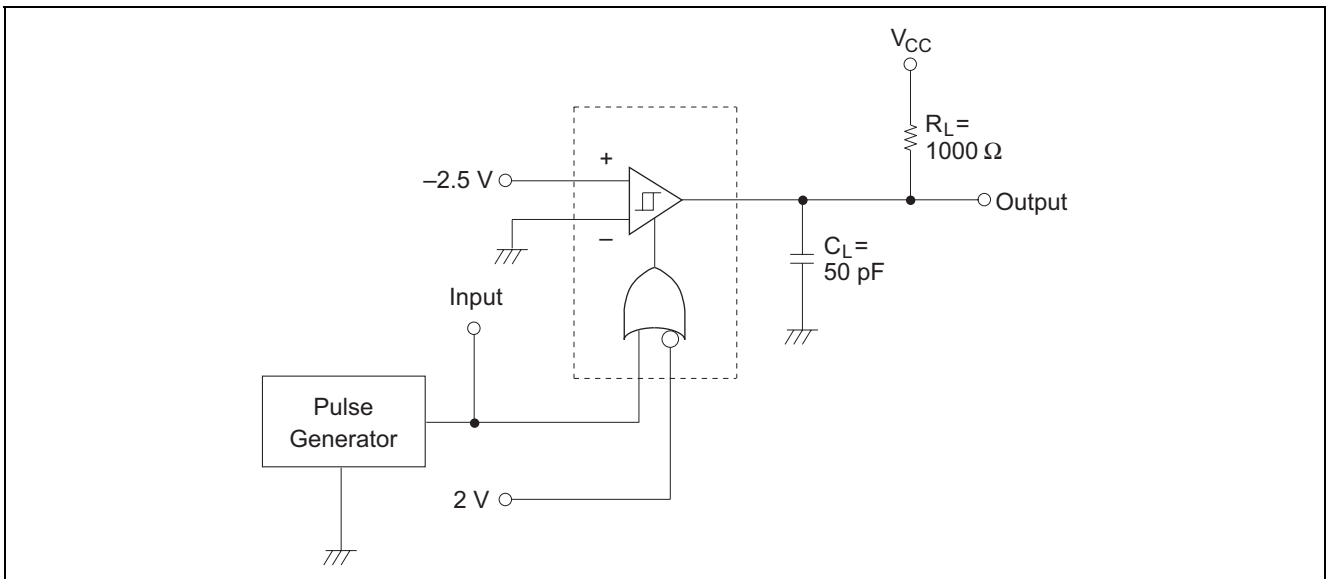 V_CC
R_L=
1000 Ω
+
–2.5 V
Output
–
C_L=
50 pF
Input
Pulse
Generator
2 V